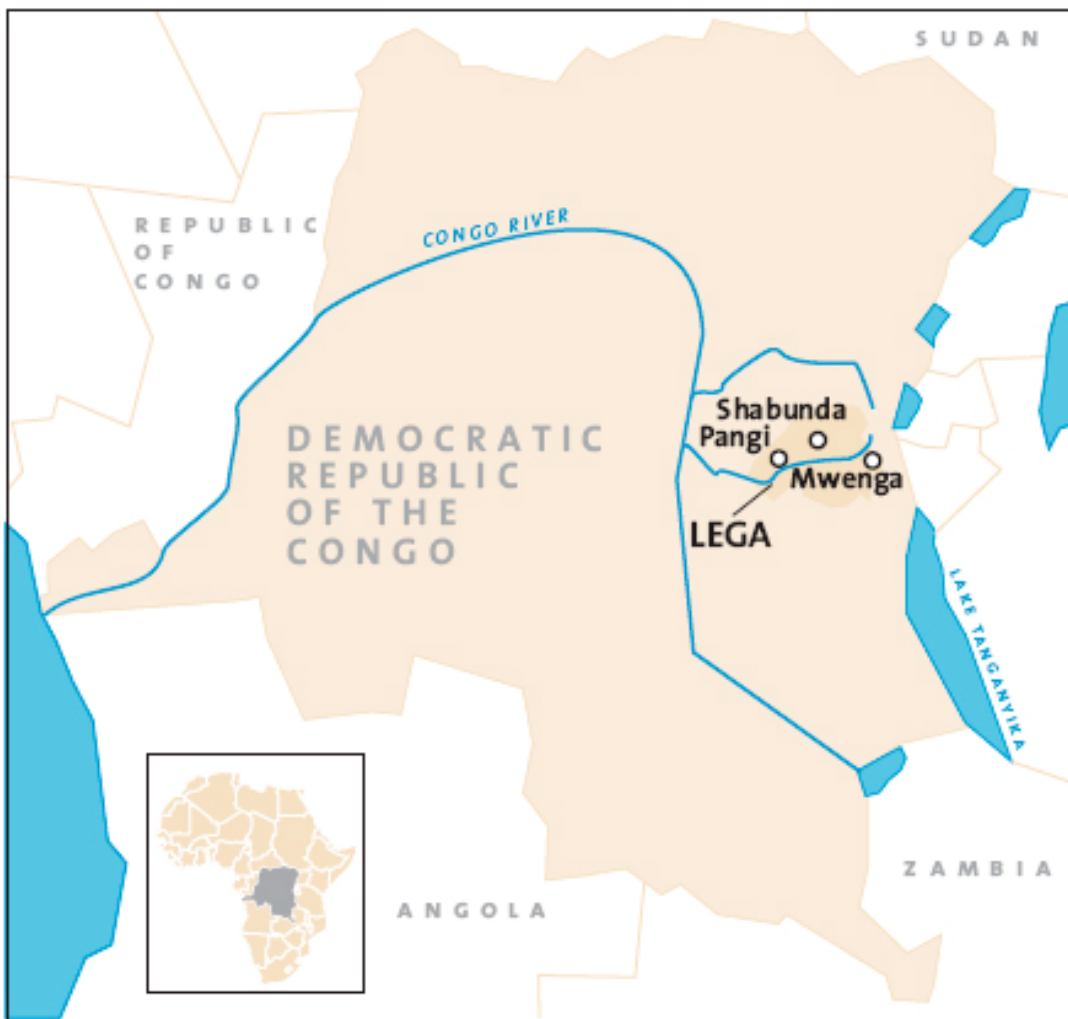 SUDAN
REPUBLIC
OF
CONGO
CONGO RIVER
Shabunda
Pangi
Mwenga
LEGA
DEMOCRATIC
REPUBLIC
OF THE
CONGO
LAKE TANGANYIKA
ZAMBIA
ANGOLA